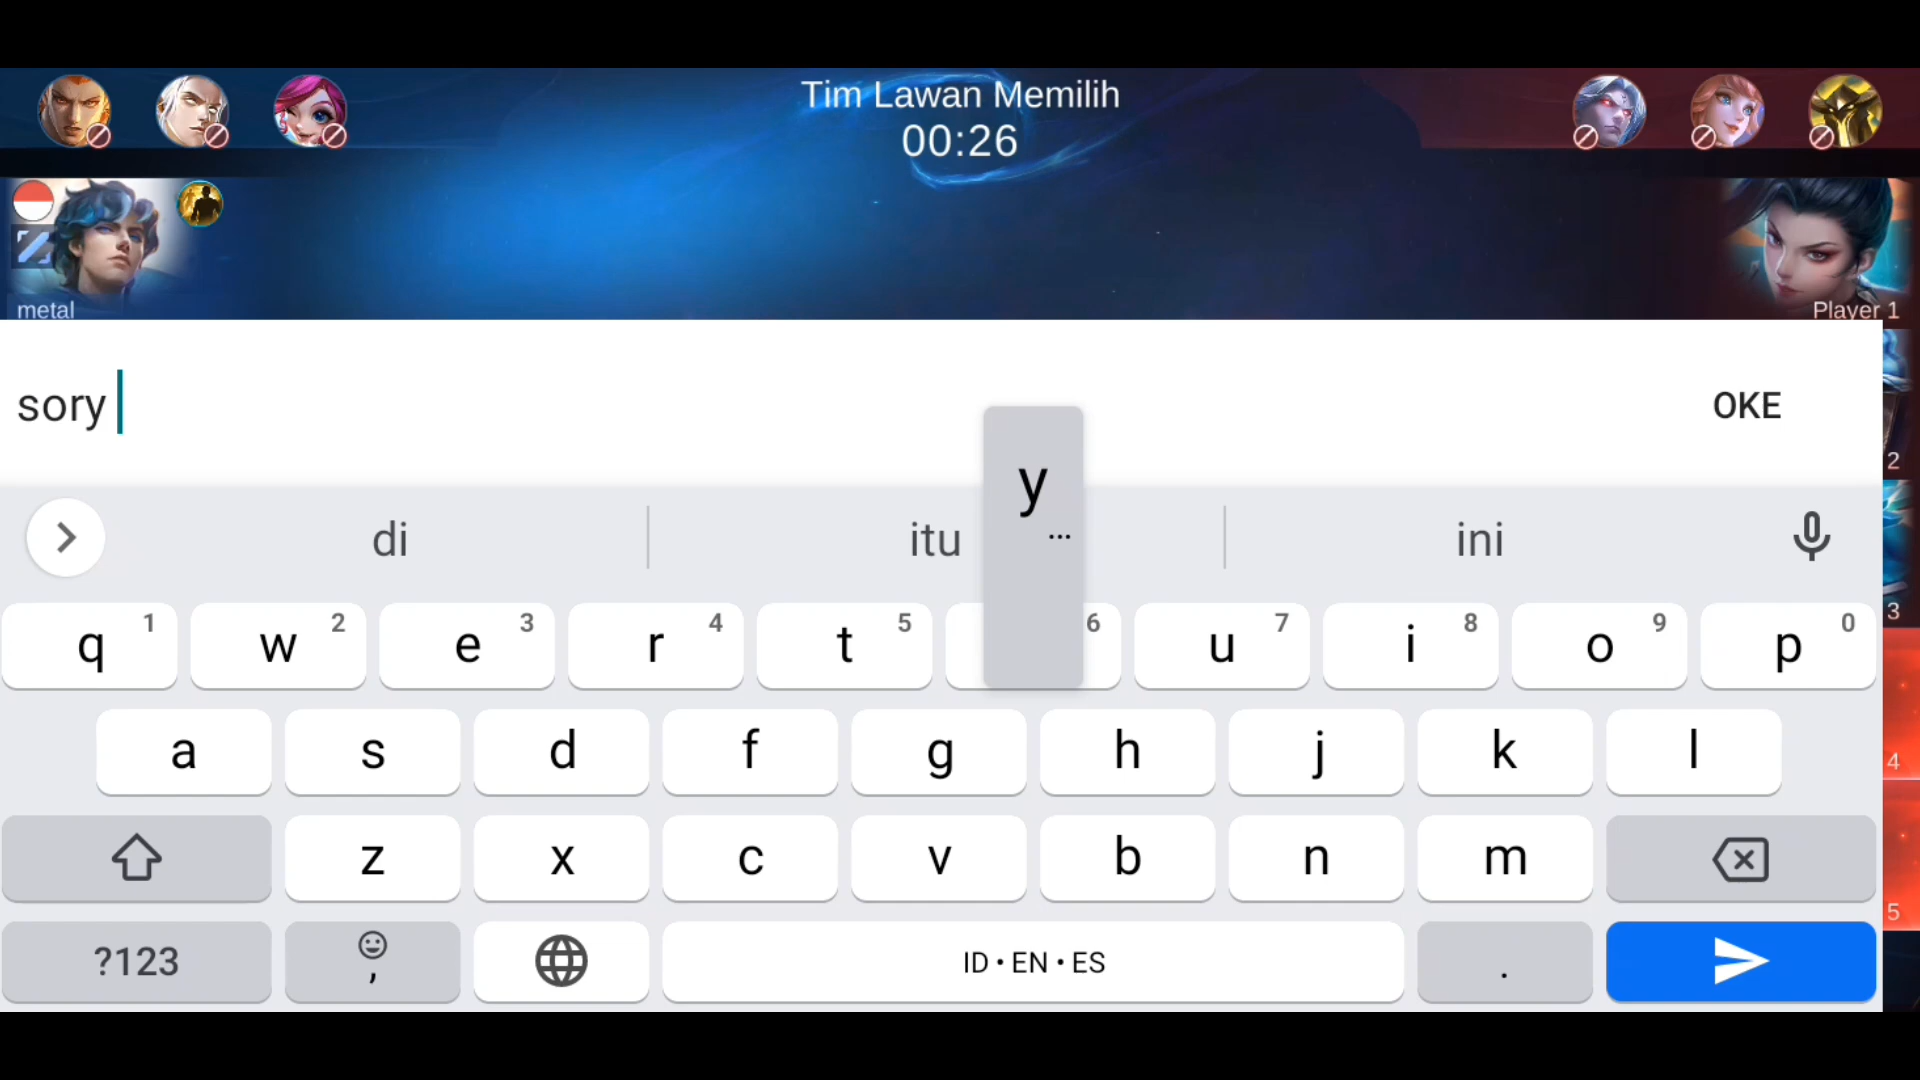 Tim Lawan Memilih
00:26
metal
Player 1
sory
OKE
2
y
...
di
itu
ini
3
q 1 w 2 e 3 r 4 t 5 6 u 7 i 8 o 9 p 0
a s d f g h j k l
4
z x c v b n m
5
?123 , ID • EN • ES .